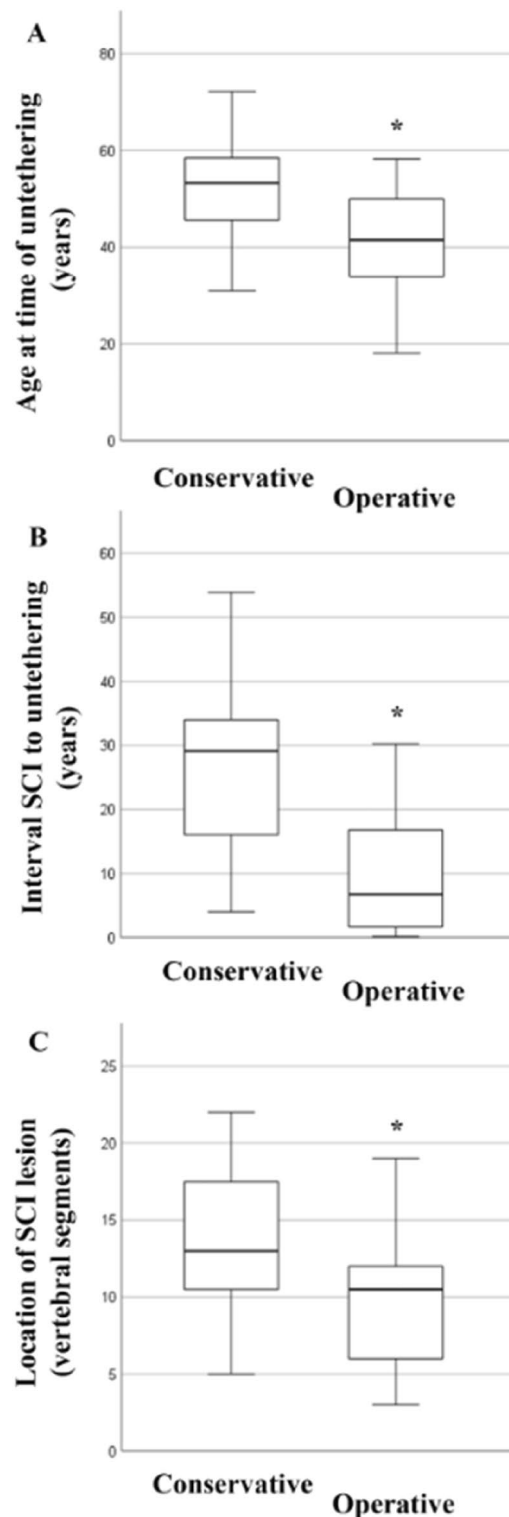 A
Age at time of untethering
(years)
80
60
40
20
0
*
Conservative
Operative
B
Interval SCI to untethering
(years)
60
50
40
30
20
10
0
*
Conservative
Operative
C
Location of SCI lesion
(vertebral segments)
25
20
15
10
5
0
*
Conservative
Operative